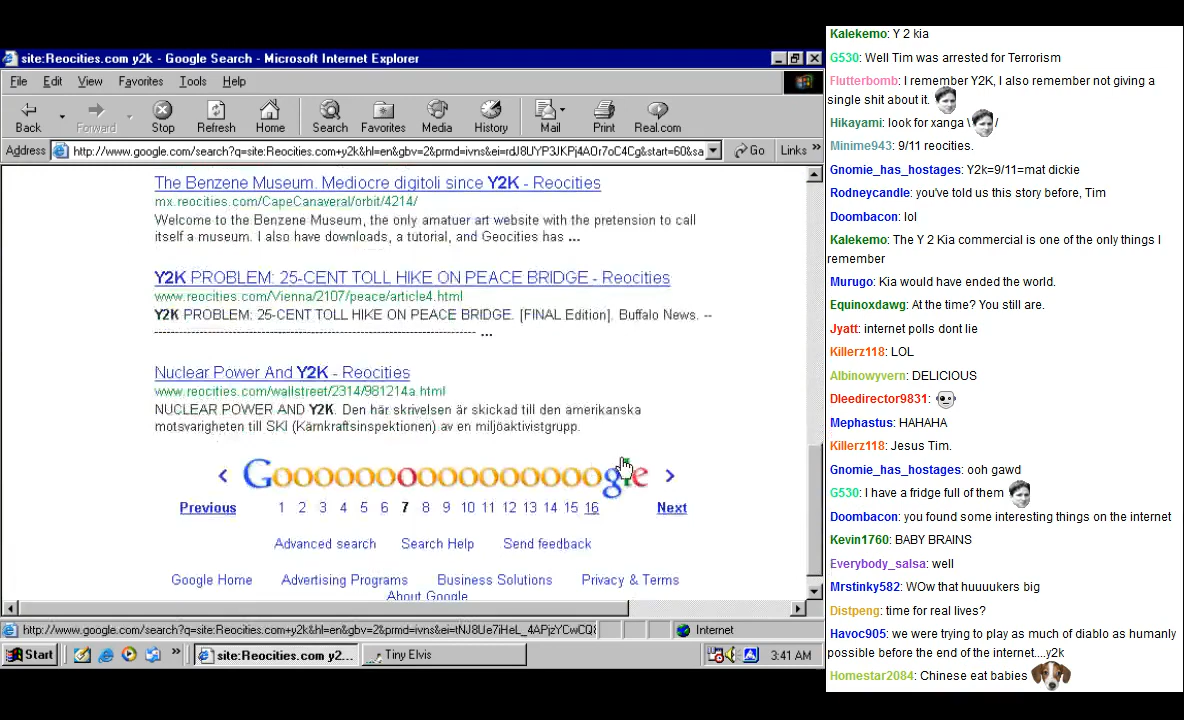 site:Reocities.com y2k - Google Search - Microsoft Internet Explorer
File Edit View Favorites Tools Help
Back Forward Stop Refresh Home Search Favorites Media History Mail Print Real.com
Address http://www.google.com/search?q=site:Reocities.com+y2k&hl=en&gbv=2&prmd=ivns&ei=rdJ8UYP3JKPj4AOr7oC4Cg&start=60&sa Go Links »
The Benzene Museum. Mediocre digitoli since Y2K - Reocities
mx.reocities.com/CapeCanaveral/orbit/4214/
Welcome to the Benzene Museum, the only amatuer art website with the pretension to call
itself a museum. I also have downloads, a tutorial, and Geocities has ...
Y2K PROBLEM: 25-CENT TOLL HIKE ON PEACE BRIDGE - Reocities
www.reocities.com/Vienna/2107/peace/article4.html
Y2K PROBLEM: 25-CENT TOLL HIKE ON PEACE BRIDGE. [FINAL Edition]. Buffalo News. --
------------------------------------------------------------------------------- ...
Nuclear Power And Y2K - Reocities
www.reocities.com/wallstreet/2314/981214a.html
NUCLEAR POWER AND Y2K. Den här skrivelsen är skickad till den amerikanska
motsvarigheten till SKI (Kärnkraftsinspektionen) av en miljöaktivistgrupp.
< Goooooooooooooooogle >
Previous 1 2 3 4 5 6 7 8 9 10 11 12 13 14 15 16 Next
Advanced search Search Help Send feedback
Google Home Advertising Programs Business Solutions Privacy & Terms
About Google
http://www.google.com/search?q=site:Reocities.com+y2k&hl=en&gbv=2&prmd=ivns&ei=tNJ8Ue7iHeL_4APjzYCwCQ& Internet
Start » site:Reocities.com y2... Tiny Elvis 3:41 AM
Kalekemo: Y 2 kia
G530: Well Tim was arrested for Terrorism
Flutterbomb: I remember Y2K, I also remember not giving a
single shit about it.
Hikayami: look for xanga \ /
Minime943: 9/11 reocities.
Gnomie_has_hostages: Y2k=9/11=mat dickie
Rodneycandle: you've told us this story before, Tim
Doombacon: lol
Kalekemo: The Y 2 Kia commercial is one of the only things I
remember
Murugo: Kia would have ended the world.
Equinoxdawg: At the time? You still are.
Jyatt: internet polls dont lie
Killerz118: LOL
Albinowyvern: DELICIOUS
Dleedirector9831:
Mephastus: HAHAHA
Killerz118: Jesus Tim.
Gnomie_has_hostages: ooh gawd
G530: I have a fridge full of them
Doombacon: you found some interesting things on the internet
Kevin1760: BABY BRAINS
Everybody_salsa: well
Mrstinky582: WOw that huuuukers big
Distpeng: time for real lives?
Havoc905: we were trying to play as much of diablo as humanly
possible before the end of the internet....y2k
Homestar2084: Chinese eat babies